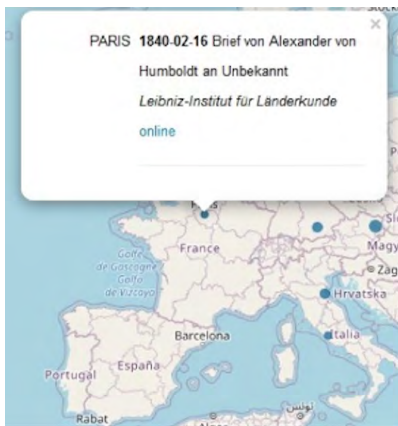 ×
PARIS 1840-02-16 Brief von Alexander von
Humboldt an Unbekannt
Leibniz-Institut für Länderkunde
online
France
Golfe
de Gascogne
Golfo
de Vizcaya
Magy
Zag
Hrvatska
Italia
Barcelona
España
Portugal
Rabat
تونس